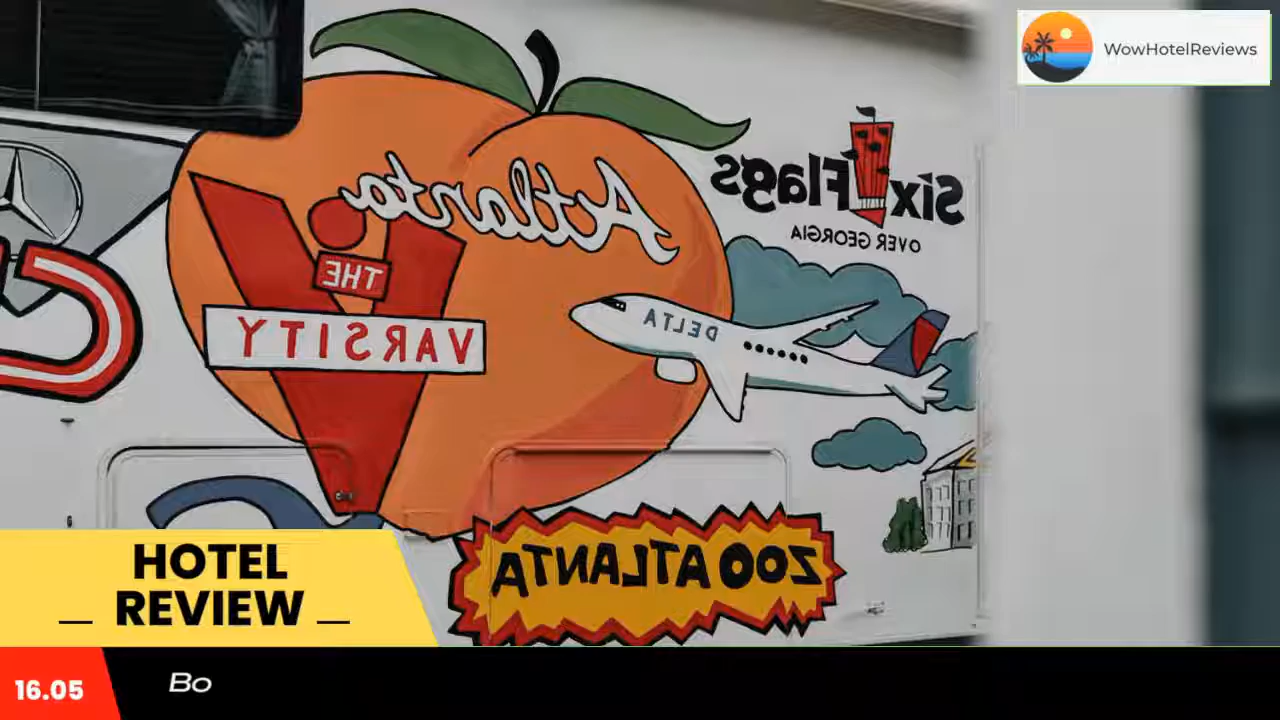 WowHotelReviews
Six Flags
OVER GEORGIA
Atlanta
THE
VARSITY
DELTA
ZOO ATLANTA
HOTEL
REVIEW
16.05
Bo